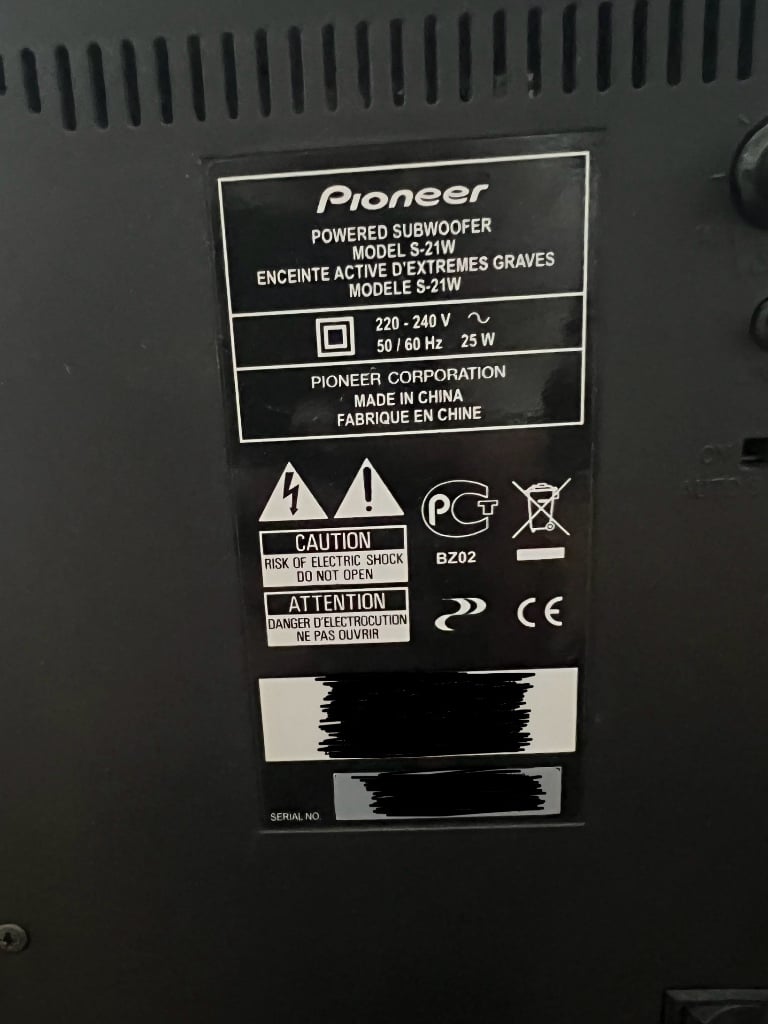 Pioneer
POWERED SUBWOOFER
MODEL S-21W
ENCEINTE ACTIVE D'EXTREMES GRAVES
MODELE S-21W
220 - 240 V ~
50 / 60 Hz 25 W
PIONEER CORPORATION
MADE IN CHINA
FABRIQUE EN CHINE
CAUTION
RISK OF ELECTRIC SHOCK
DO NOT OPEN
ATTENTION
DANGER D'ELECTROCUTION
NE PAS OUVRIR
PCT
BZ02
CE
SERIAL NO.